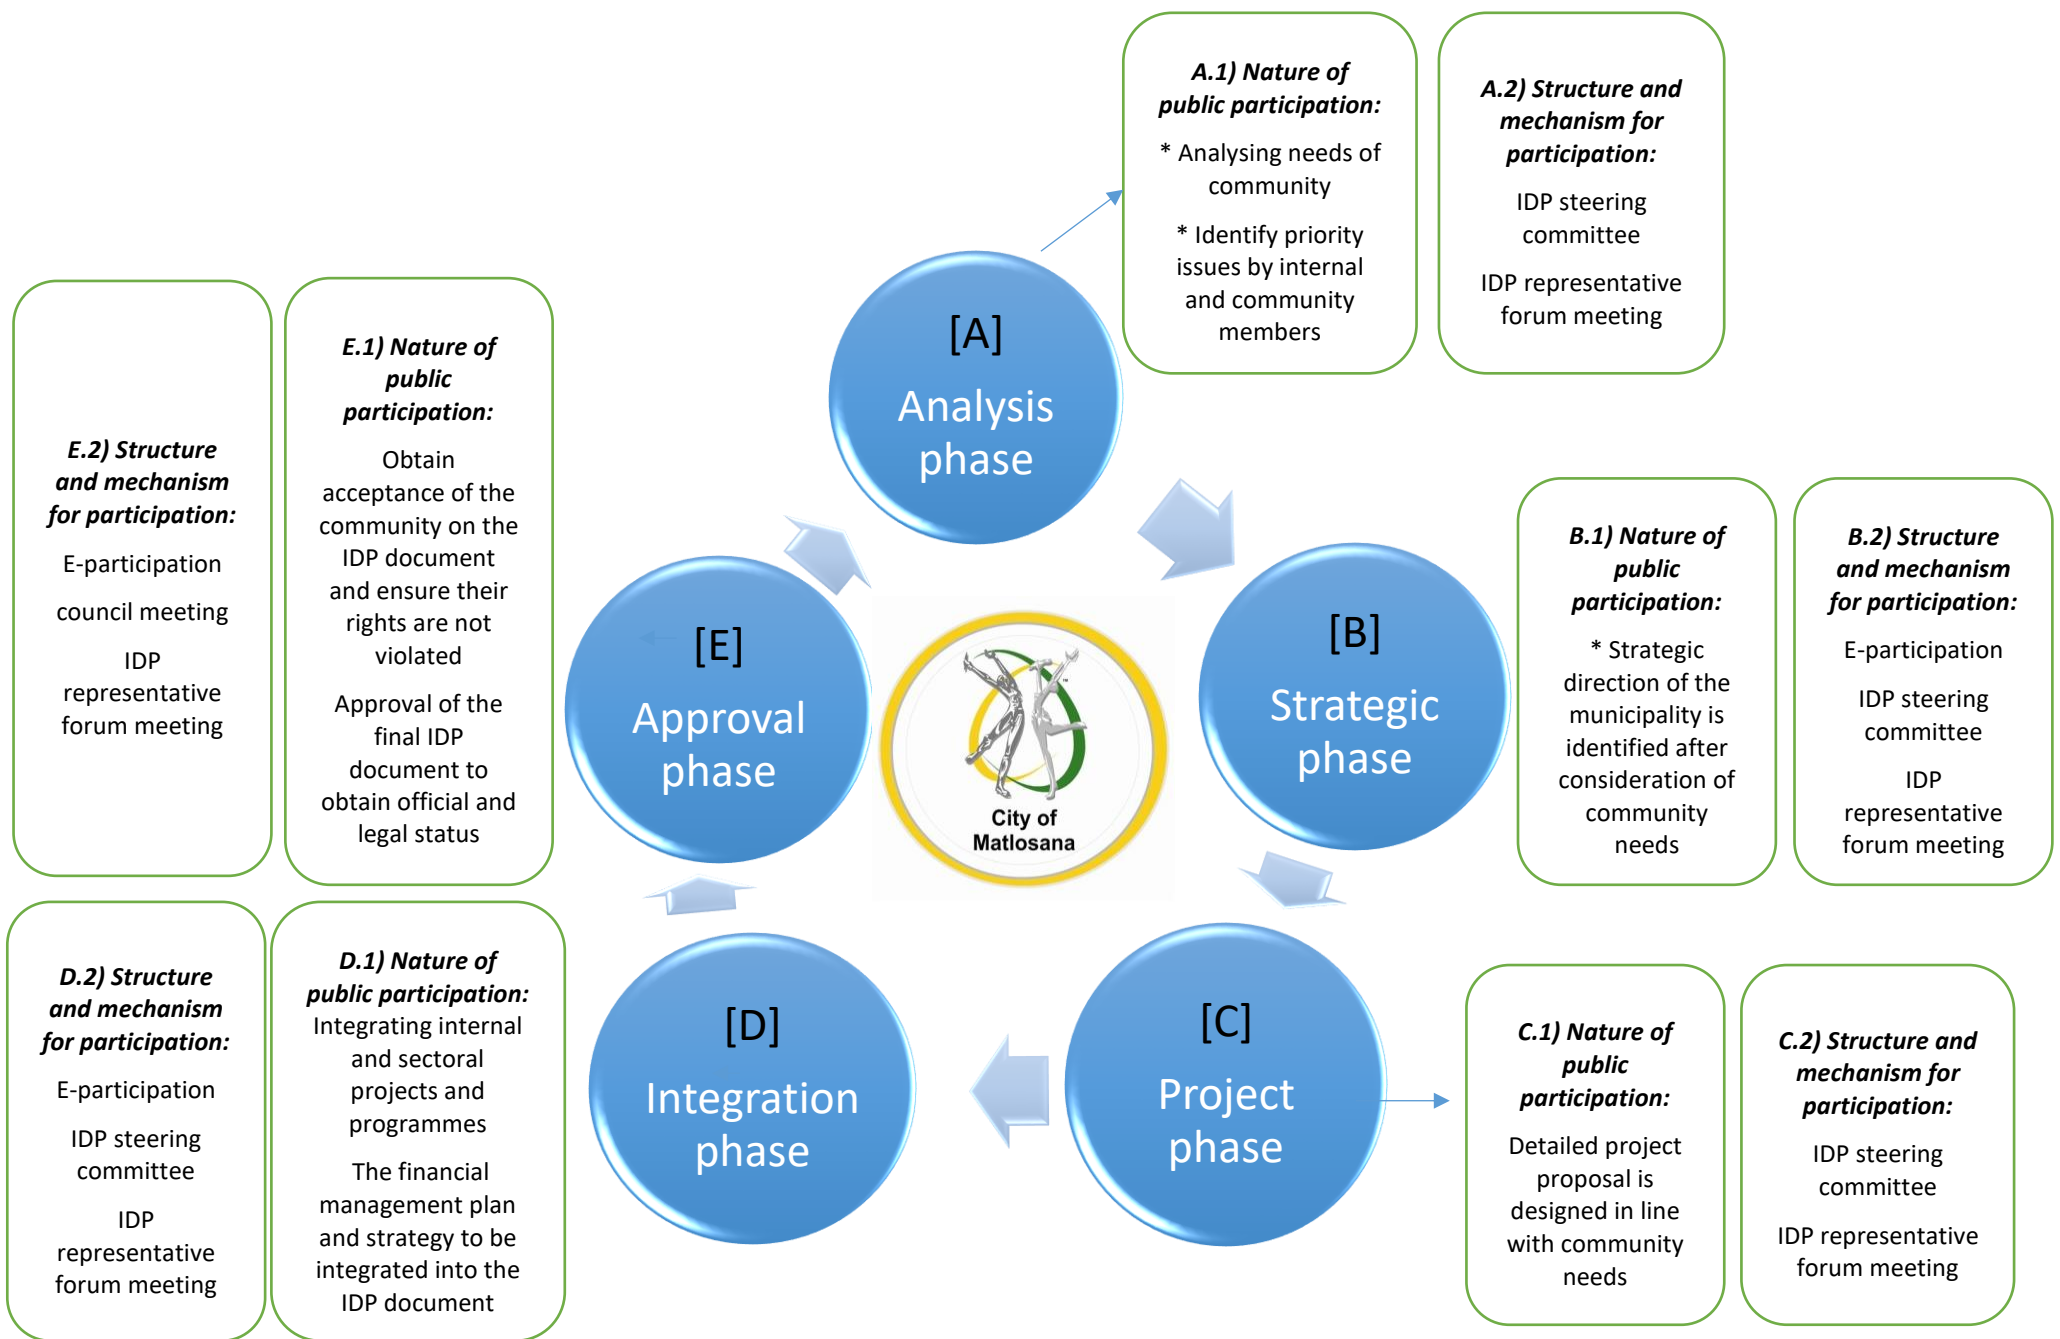 A.1) Nature of
public participation:
* Analysing needs of
community
* Identify priority
issues by internal
and community
members
A.2) Structure and
mechanism for
participation:
IDP steering
committee
IDP representative
forum meeting
[A]
Analysis
phase
[B]
Strategic
phase
B.1) Nature of
public
participation:
* Strategic
direction of the
municipality is
identified after
consideration of
community
needs
B.2) Structure
and mechanism
for participation:
E-participation
IDP steering
committee
IDP
representative
forum meeting
[C]
Project
phase
C.1) Nature of
public
participation:
Detailed project
proposal is
designed in line
with community
needs
C.2) Structure and
mechanism for
participation:
IDP steering
committee
IDP representative
forum meeting
[D]
Integration
phase
D.1) Nature of
public participation:
Integrating internal
and sectoral
projects and
programmes
The financial
management plan
and strategy to be
integrated into the
IDP document
D.2) Structure
and mechanism
for participation:
E-participation
IDP steering
committee
IDP
representative
forum meeting
[E]
Approval
phase
E.1) Nature of
public
participation:
Obtain
acceptance of the
community on the
IDP document
and ensure their
rights are not
violated
Approval of the
final IDP
document to
obtain official and
legal status
E.2) Structure
and mechanism
for participation:
E-participation
council meeting
IDP
representative
forum meeting
™
City of
Matlosana